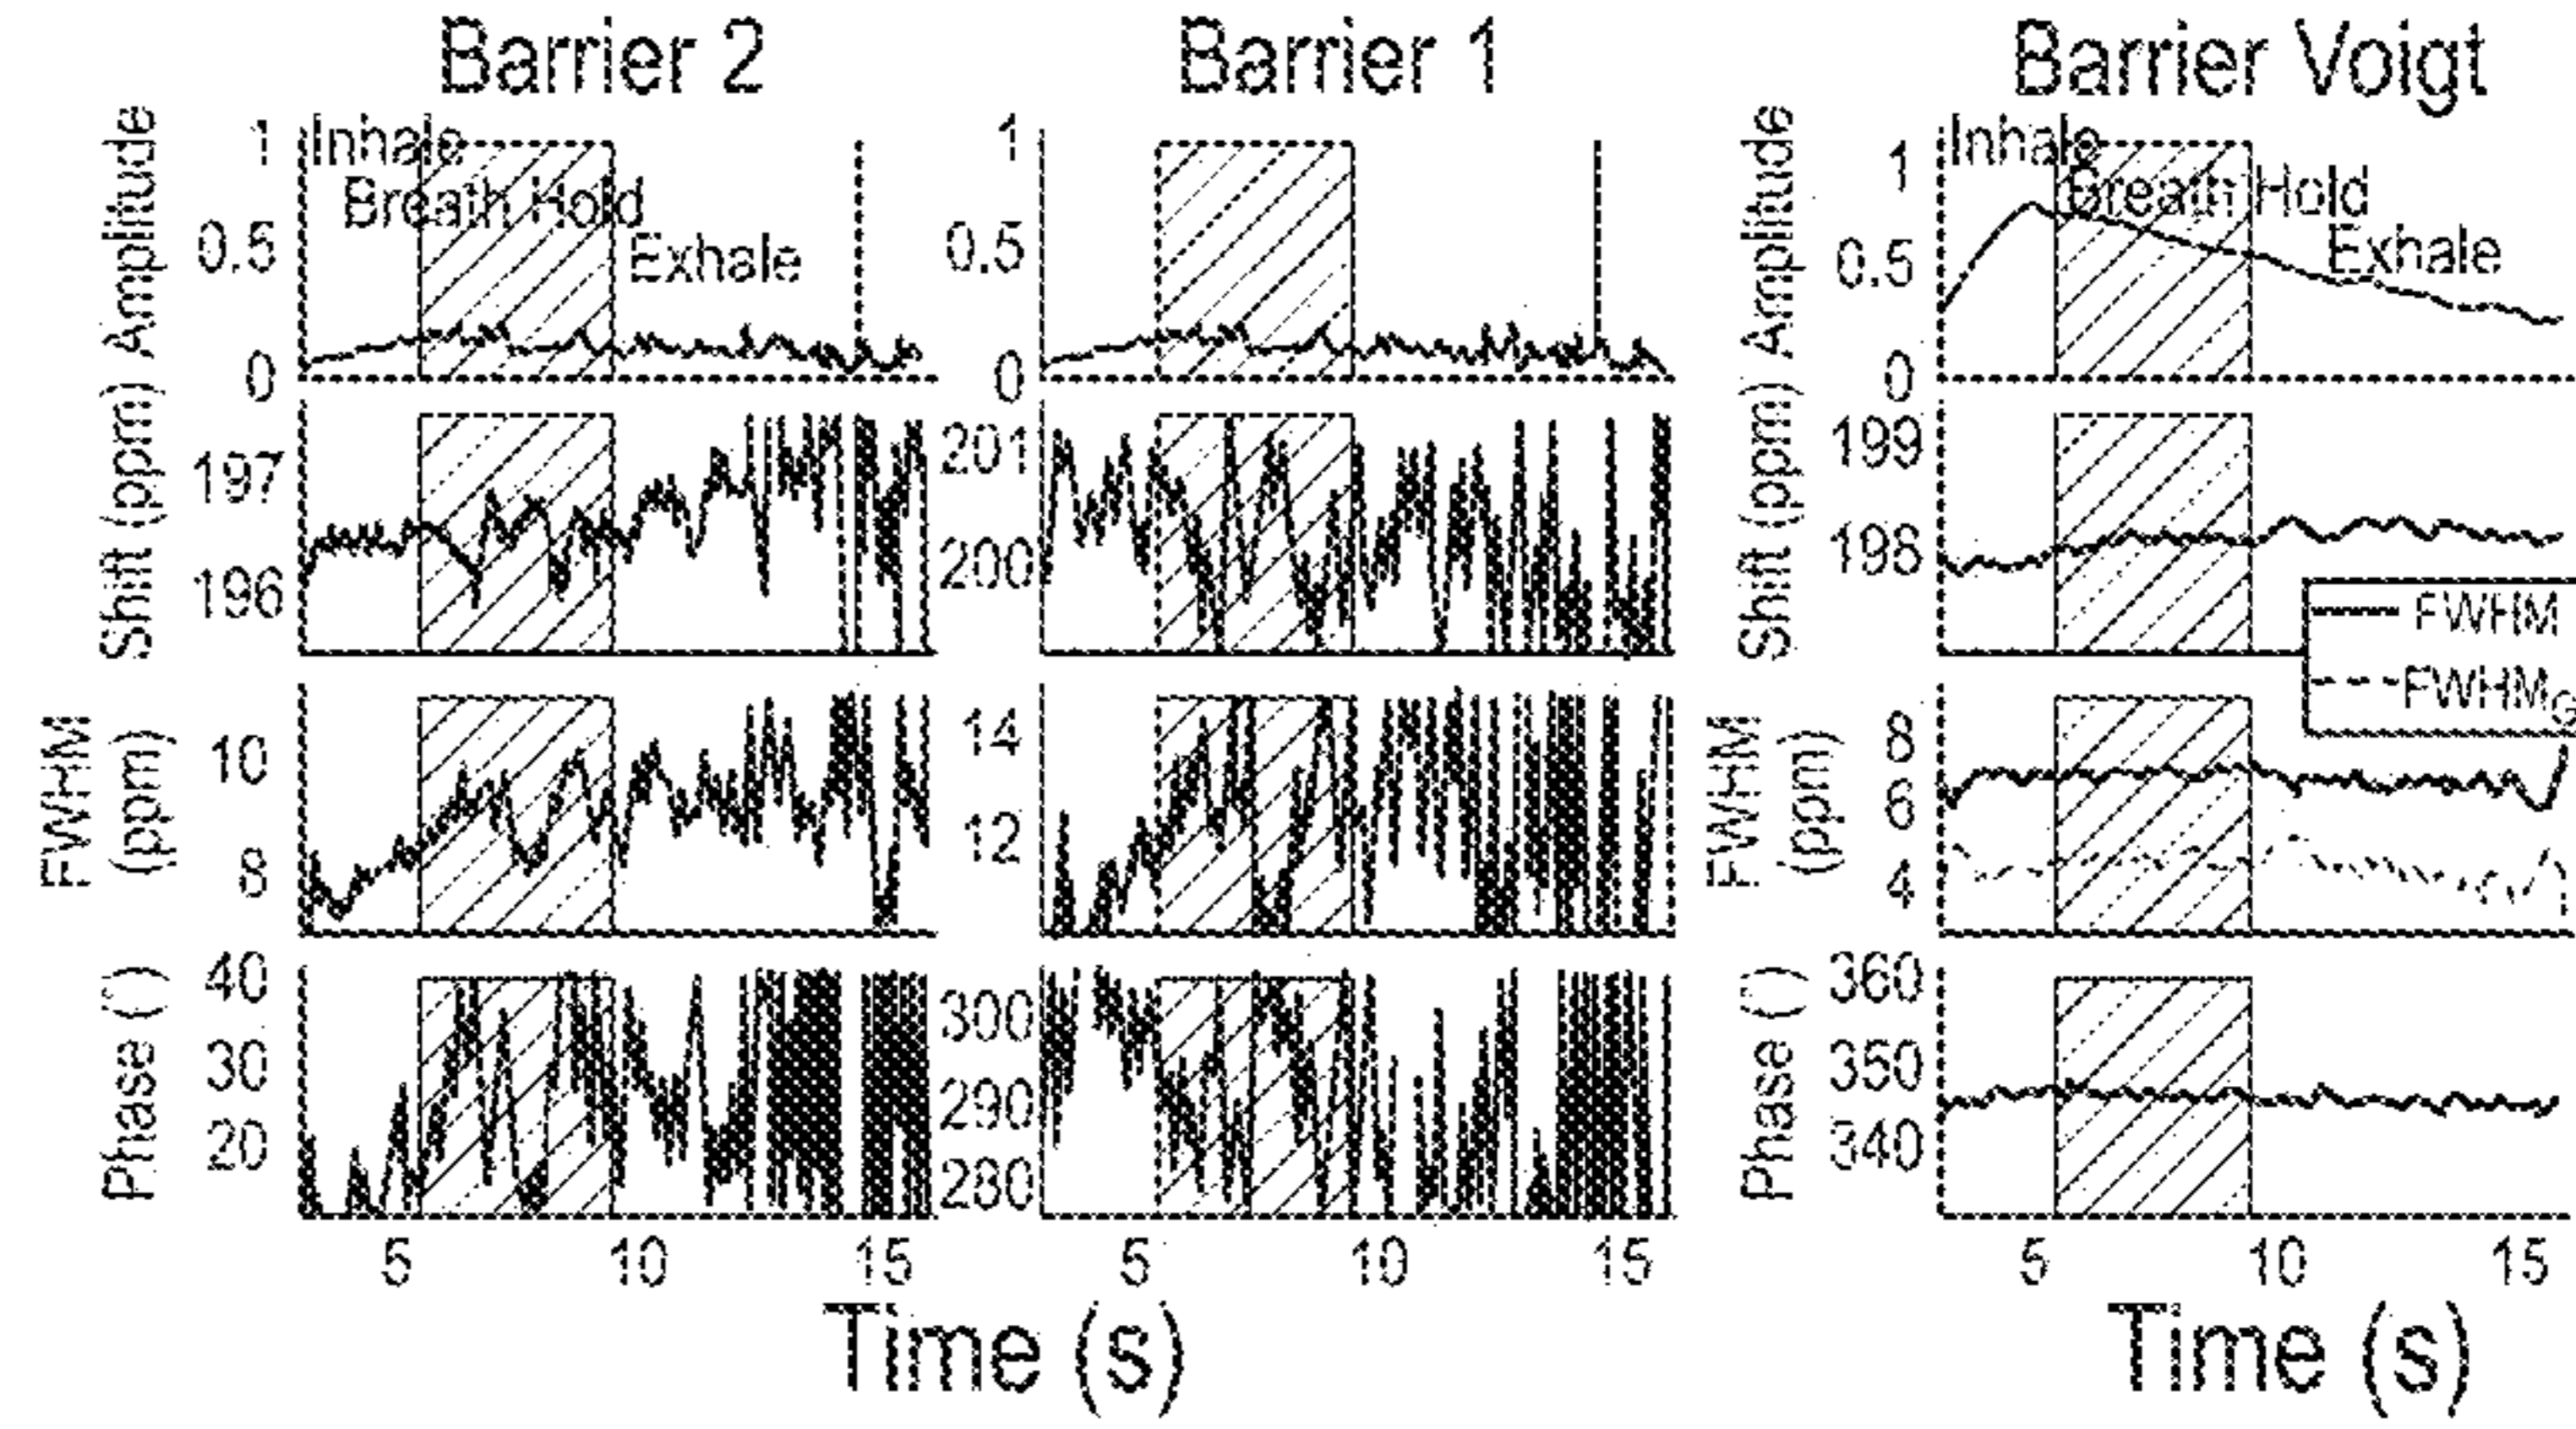 Barrier 2 Barrier 1 Barrier Voigt
Amplitude
1
0.5
0
Inhale
Breath Hold
Exhale
1
0.5
0
Amplitude
1
0.5
0
Inhale
Breath Hold
Exhale
Shift (ppm)
197
196
201
200
Shift (ppm)
199
198
FWHM
FWHM_G
FWHM
(ppm)
10
8
14
12
FWHM
(ppm)
8
6
4
Phase (°)
40
30
20
300
290
280
Phase (°)
360
350
340
5 10 15 5 10 15 5 10 15
Time (s) Time (s)